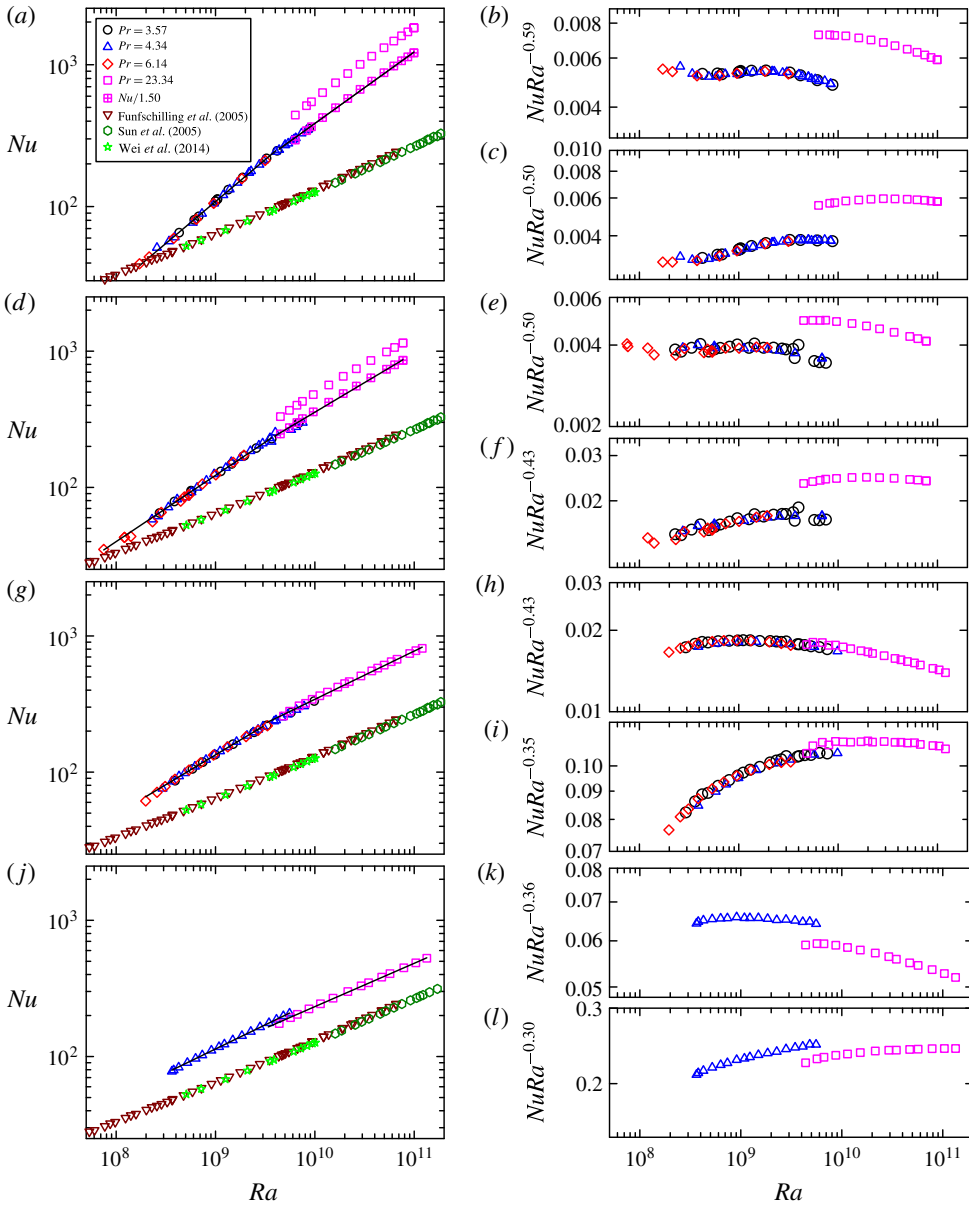 (a)
Pr = 3.57
Pr = 4.34
Pr = 6.14
Pr = 23.34
Nu/1.50
Funfschilling et al. (2005)
Sun et al. (2005)
Wei et al. (2014)
10^3
Nu
10^2
(b)
NuRa^−0.59
0.008
0.006
0.004
(c)
NuRa^−0.50
0.010
0.006
0.004
(d)
10^3
Nu
10^2
(e)
NuRa^−0.50
0.006
0.004
0.002
(f)
NuRa^−0.43
0.03
0.02
(g)
10^3
Nu
10^2
(h)
NuRa^−0.43
0.03
0.02
0.01
(i)
NuRa^−0.35
0.10
0.09
0.08
0.07
(j)
10^3
Nu
10^2
10^8
10^9
10^10
10^11
Ra
(k)
NuRa^−0.36
0.08
0.07
0.06
0.05
(l)
NuRa^−0.30
0.3
0.2
10^8
10^9
10^10
10^11
Ra